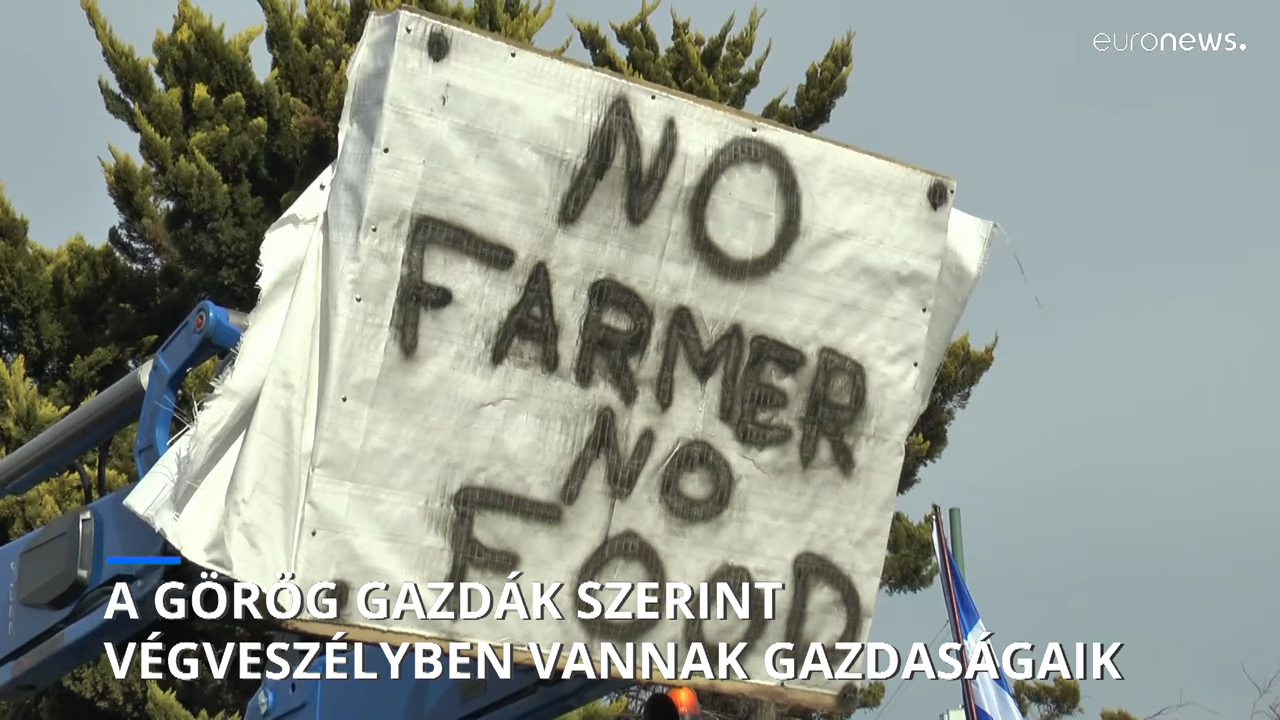 euronews.
NO
FARMER
NO
FOOD
A GÖRÖG GAZDÁK SZERINT
VÉGVESZÉLYBEN VANNAK GAZDASÁGAIK